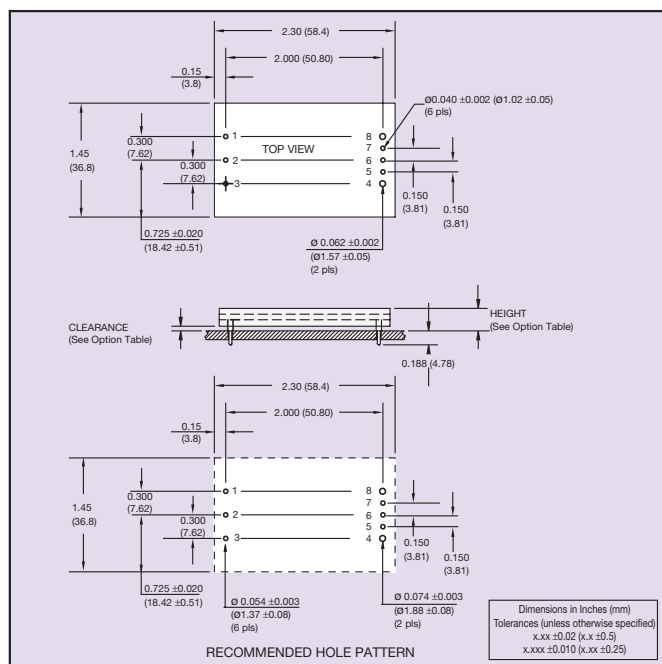 2.30 (58.4)
2.000 (50.80)
0.15
(3.8)
Ø0.040 ±0.002 (Ø1.02 ±0.05)
(6 pls)
1 8
7
TOP VIEW
2 6
5
3 4
0.300
(7.62)
1.45
(36.8)
0.300
(7.62)
0.150
(3.81)
0.150
(3.81)
0.725 ±0.020
(18.42 ±0.51)
Ø 0.062 ±0.002
(Ø1.57 ±0.05)
(2 pls)
CLEARANCE
(See Option Table)
HEIGHT
(See Option Table)
0.188 (4.78)
2.30 (58.4)
2.000 (50.80)
0.15
(3.8)
1 8
7
2 6
5
3 4
0.300
(7.62)
1.45
(36.8)
0.300
(7.62)
0.150
(3.81)
0.150
(3.81)
0.725 ±0.020
(18.42 ±0.51)
Ø 0.054 ±0.003
(Ø1.37 ±0.08)
(6 pls)
Ø 0.074 ±0.003
(Ø1.88 ±0.08)
(2 pls)
RECOMMENDED HOLE PATTERN
Dimensions in Inches (mm)
Tolerances (unless otherwise specified)
x.xx ±0.02 (x.x ±0.5)
x.xxx ±0.010 (x.xx ±0.25)